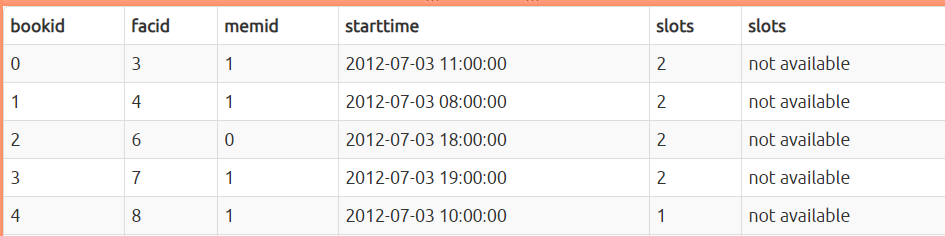 bookid facid memid starttime slots slots
0 3 1 2012-07-03 11:00:00 2 not available
1 4 1 2012-07-03 08:00:00 2 not available
2 6 0 2012-07-03 18:00:00 2 not available
3 7 1 2012-07-03 19:00:00 2 not available
4 8 1 2012-07-03 10:00:00 1 not available